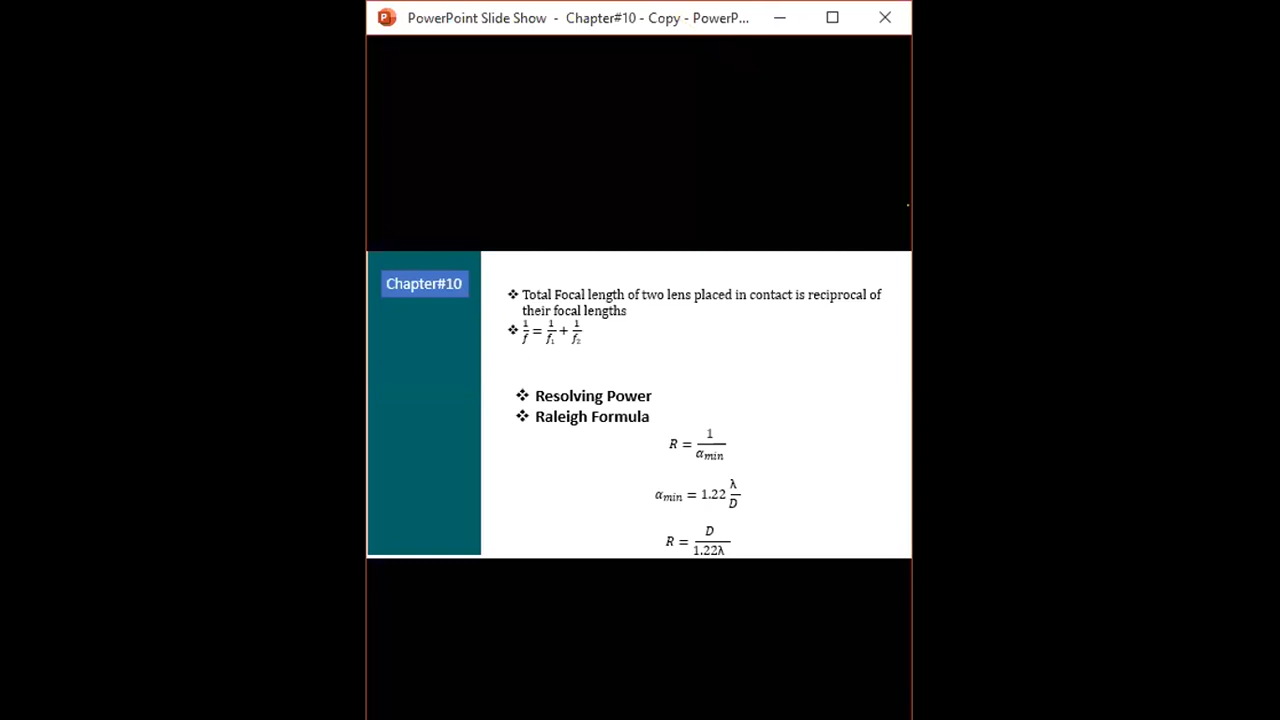 PowerPoint Slide Show - Chapter#10 - Copy - PowerP...
Chapter#10
❖ Total Focal length of two lens placed in contact is reciprocal of
their focal lengths
❖ 1/f = 1/f₁ + 1/f₂
❖ Resolving Power
❖ Raleigh Formula
R = 1/α_min
α_min = 1.22 λ/D
R = D/1.22λ